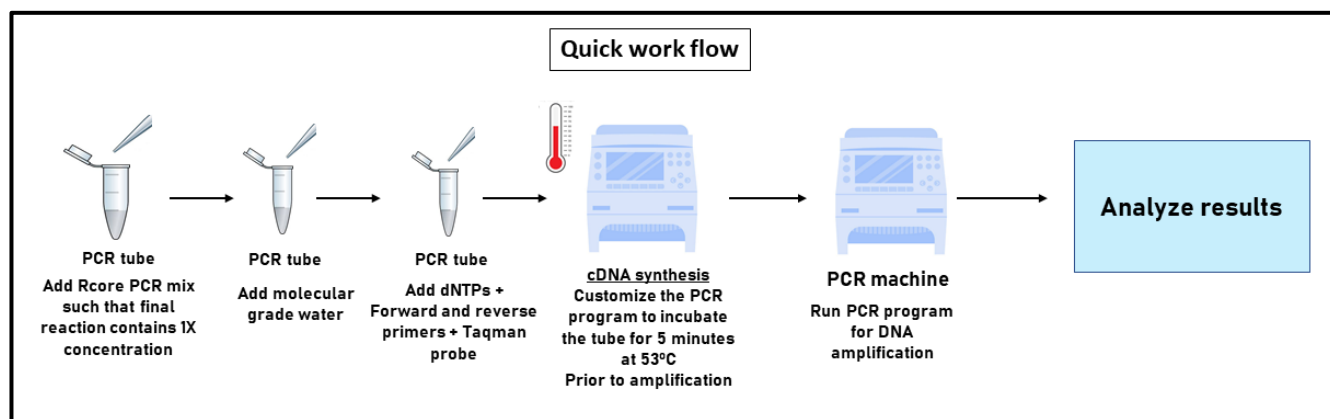 Quick work flow
PCR tube
Add Rcore PCR mix
such that final
reaction contains 1X
concentration
PCR tube
Add molecular
grade water
PCR tube
Add dNTPs +
Forward and reverse
primers + Taqman
probe
cDNA synthesis
Customize the PCR
program to incubate
the tube for 5 minutes
at 53ºC
Prior to amplification
PCR machine
Run PCR program
for DNA
amplification
Analyze results